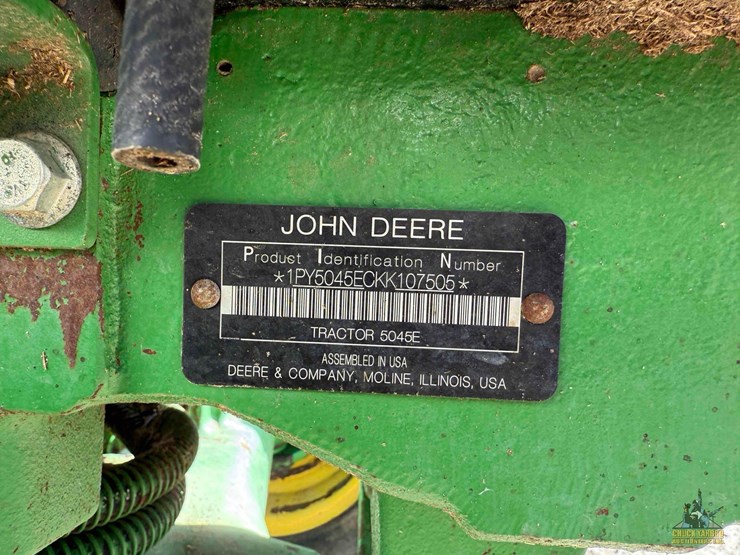 JOHN DEERE
Product Identification Number
*1PY5045ECKK107505*
TRACTOR 5045E
ASSEMBLED IN USA
DEERE & COMPANY, MOLINE, ILLINOIS, USA